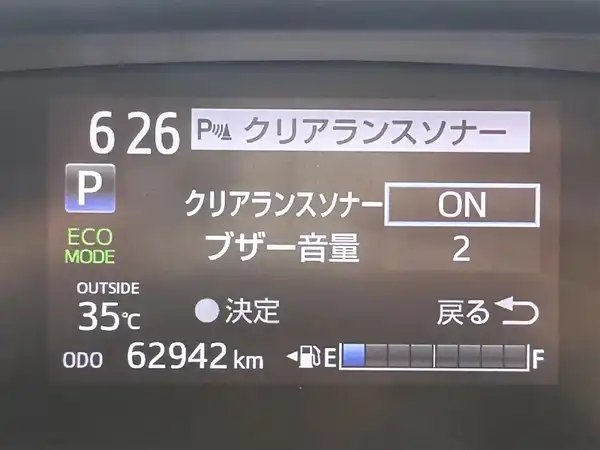 6 26
P クリアランスソナー
P
クリアランスソナー ON
ECO MODE
ブザー音量 2
OUTSIDE
35℃
決定
戻る
ODO 62942 km
E F